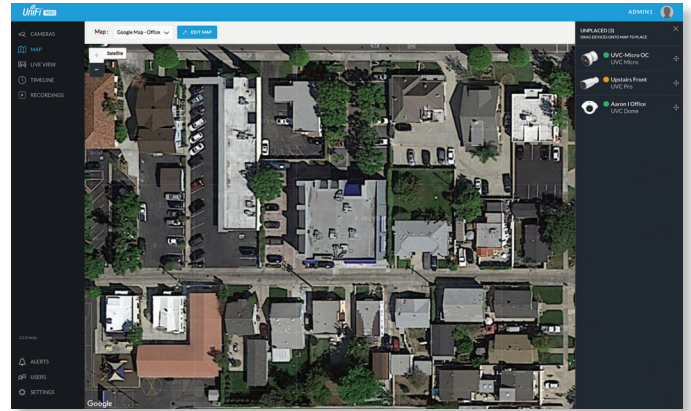 UniFi VIDEO
ADMIN1
CAMERAS
MAP
LIVE VIEW
TIMELINE
RECORDINGS
ALERTS
USERS
SETTINGS
Map :
Google Map - Office
EDIT MAP
+
Satellite
−
Google
UNPLACED (3)
DRAG DEVICES ONTO MAP TO PLACE
UVC-Micro OC
UVC Micro
Upstairs Front
UVC Pro
Aaron I Office
UVC Dome